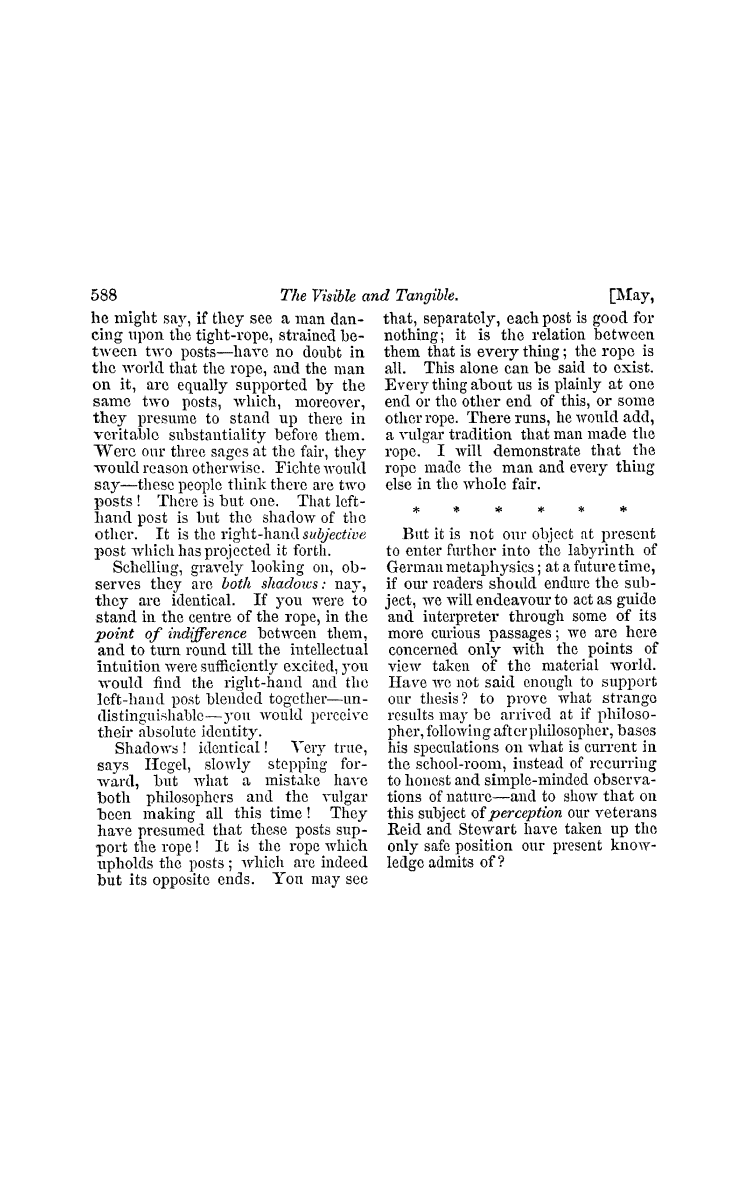 588 The Visible and Tangible. [May,
he might say, if they see a man dan-
cing upon the tight-rope, strained be-
tween two posts—have no doubt in
the world that the rope, and the man
on it, are equally supported by the
same two posts, which, moreover,
they presume to stand up there in
veritable substantiality before them.
Were our three sages at the fair, they
would reason otherwise. Fichte would
say—these people think there are two
posts! There is but one. That left-
hand post is but the shadow of the
other. It is the right-hand subjective
post which has projected it forth.
Schelling, gravely looking on, ob-
serves they are both shadows: nay,
they are identical. If you were to
stand in the centre of the rope, in the
point of indifference between them,
and to turn round till the intellectual
intuition were sufficiently excited, you
would find the right-hand and the
left-hand post blended together—un-
distinguishable—you would perceive
their absolute identity.
Shadows! identical! Very true,
says Hegel, slowly stepping for-
ward, but what a mistake have
both philosophers and the vulgar
been making all this time! They
have presumed that these posts sup-
port the rope! It is the rope which
upholds the posts; which are indeed
but its opposite ends. You may see
that, separately, each post is good for
nothing; it is the relation between
them that is every thing; the rope is
all. This alone can be said to exist.
Every thing about us is plainly at one
end or the other end of this, or some
other rope. There runs, he would add,
a vulgar tradition that man made the
rope. I will demonstrate that the
rope made the man and every thing
else in the whole fair.
* * * * * *
But it is not our object at present
to enter further into the labyrinth of
German metaphysics; at a future time,
if our readers should endure the sub-
ject, we will endeavour to act as guide
and interpreter through some of its
more curious passages; we are here
concerned only with the points of
view taken of the material world.
Have we not said enough to support
our thesis? to prove what strange
results may be arrived at if philoso-
pher, following after philosopher, bases
his speculations on what is current in
the school-room, instead of recurring
to honest and simple-minded observa-
tions of nature—and to show that on
this subject of perception our veterans
Reid and Stewart have taken up the
only safe position our present know-
ledge admits of?